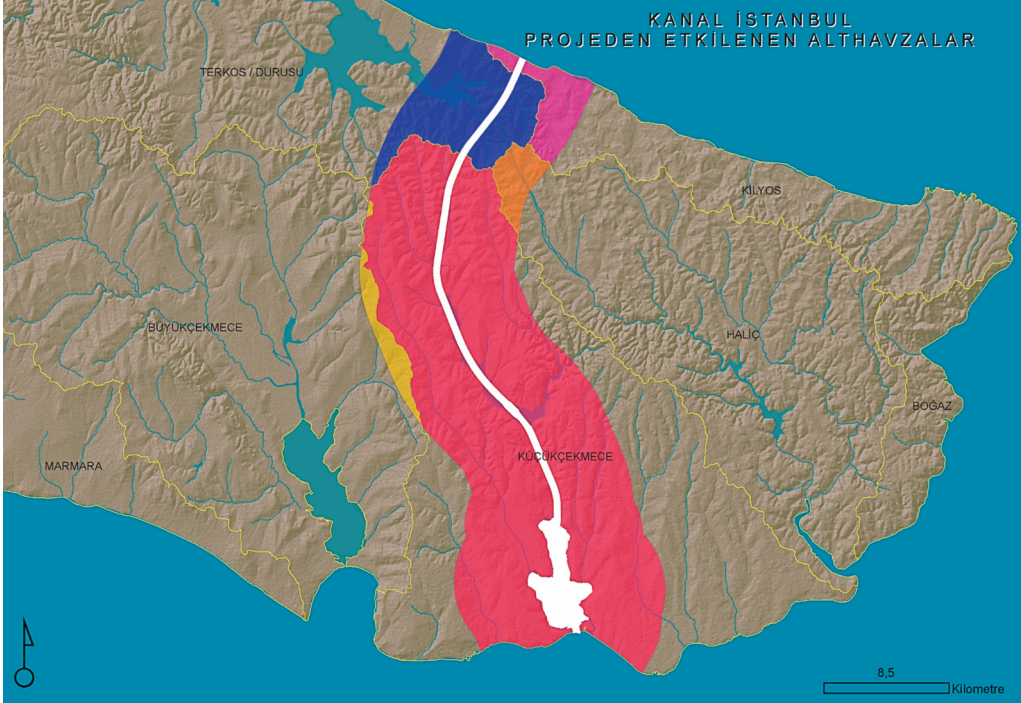 KANAL İSTANBUL
PROJEDEN ETKİLENEN ALTHAVZALAR
TERKOS / DURUSU
KİLYOS
BÜYÜKÇEKMECE
HALİÇ
BOĞAZ
KÜÇÜKÇEKMECE
MARMARA
8,5
Kilometre